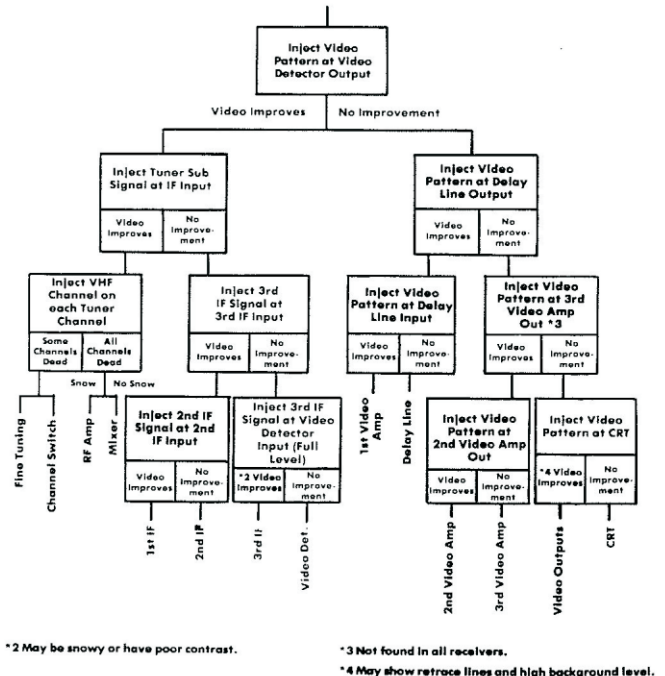 Inject Video
Pattern at Video
Detector Output
Video Improves
No Improvement
Inject Tuner Sub
Signal at IF Input
Video
Improves
No
Improve-
ment
Inject Video
Pattern at Delay
Line Output
Video
Improves
No
Improve-
ment
Inject VHF
Channel on
each Tuner
Channel
Some
Channels
Dead
All
Channels
Dead
Snow
No Snow
Fine Tuning
Channel Switch
RF Amp
Mixer
Inject 3rd
IF Signal at
3rd IF Input
Video
Improves
No
Improve-
ment
Inject Video
Pattern at Delay
Line Input
Video
Improves
No
Improve-
ment
1st Video
Amp
Delay Line
Inject Video
Pattern at 3rd
Video Amp
Out *3
Video
Improves
No
Improve-
ment
Inject 2nd IF
Signal at 2nd
IF Input
Video
Improves
No
Improve-
ment
1st IF
2nd IF
Inject 3rd IF
Signal at Video
Detector
Input (Full
Level)
*2 Video
Improves
No
Improve-
ment
3rd IF
Video Det.
Inject Video
Pattern at
2nd Video Amp
Out
Video
Improves
No
Improve-
ment
2nd Video Amp
3rd Video Amp
Inject Video
Pattern at CRT
*4 Video
Improves
No
Improve-
ment
Video Outputs
CRT
*2 May be snowy or have poor contrast.
*3 Not found in all receivers.
*4 May show retrace lines and high background level.